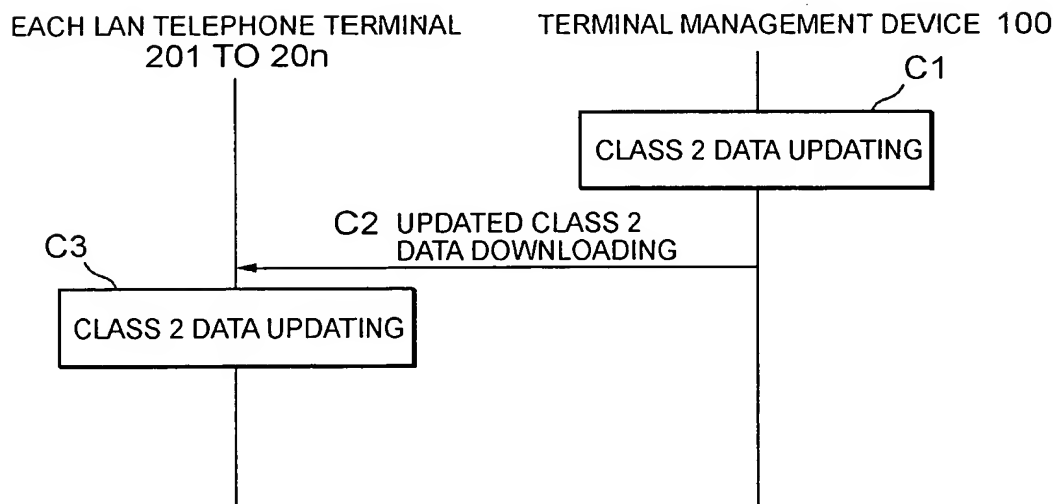 EACH LAN TELEPHONE TERMINAL
201 TO 20n
TERMINAL MANAGEMENT DEVICE 100
C1
CLASS 2 DATA UPDATING
C2 UPDATED CLASS 2
DATA DOWNLOADING
C3
CLASS 2 DATA UPDATING